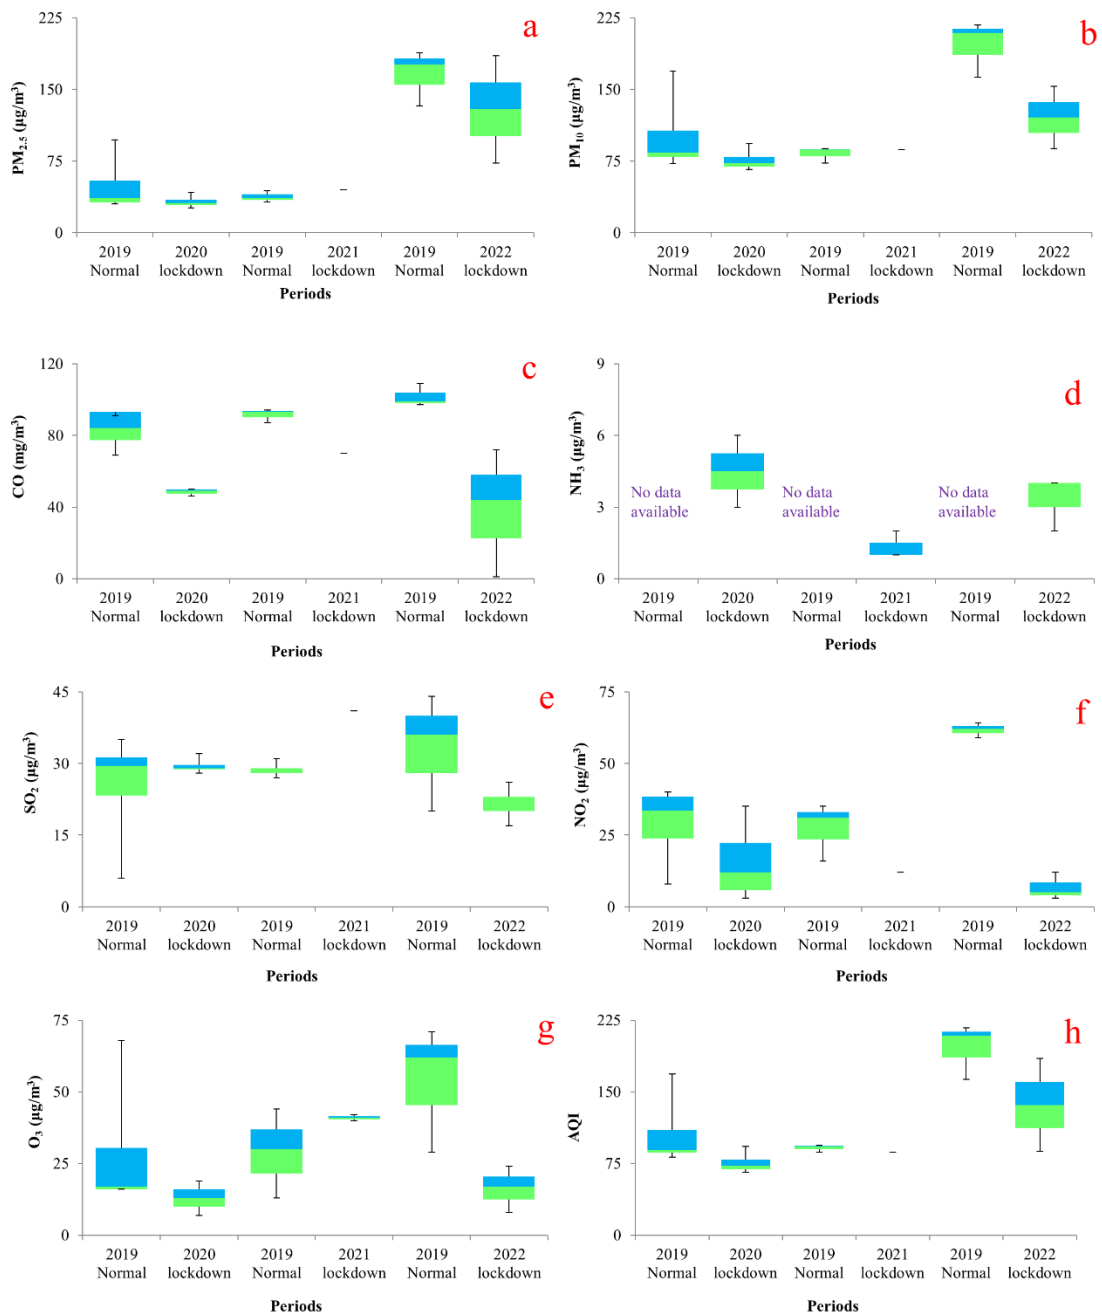 a
PM2.5 (µg/m³)
225
150
75
0
2019 Normal
2020 lockdown
2019 Normal
2021 lockdown
2019 Normal
2022 lockdown
Periods
b
PM10 (µg/m³)
225
150
75
0
2019 Normal
2020 lockdown
2019 Normal
2021 lockdown
2019 Normal
2022 lockdown
Periods
c
CO (mg/m³)
120
80
40
0
2019 Normal
2020 lockdown
2019 Normal
2021 lockdown
2019 Normal
2022 lockdown
Periods
d
NH3 (µg/m³)
9
6
3
0
No data available
No data available
No data available
2019 Normal
2020 lockdown
2019 Normal
2021 lockdown
2019 Normal
2022 lockdown
Periods
e
SO2 (µg/m³)
45
30
15
0
2019 Normal
2020 lockdown
2019 Normal
2021 lockdown
2019 Normal
2022 lockdown
Periods
f
NO2 (µg/m³)
75
50
25
0
2019 Normal
2020 lockdown
2019 Normal
2021 lockdown
2019 Normal
2022 lockdown
Periods
g
O3 (µg/m³)
75
50
25
0
2019 Normal
2020 lockdown
2019 Normal
2021 lockdown
2019 Normal
2022 lockdown
Periods
h
AQI
225
150
75
0
2019 Normal
2020 lockdown
2019 Normal
2021 lockdown
2019 Normal
2022 lockdown
Periods